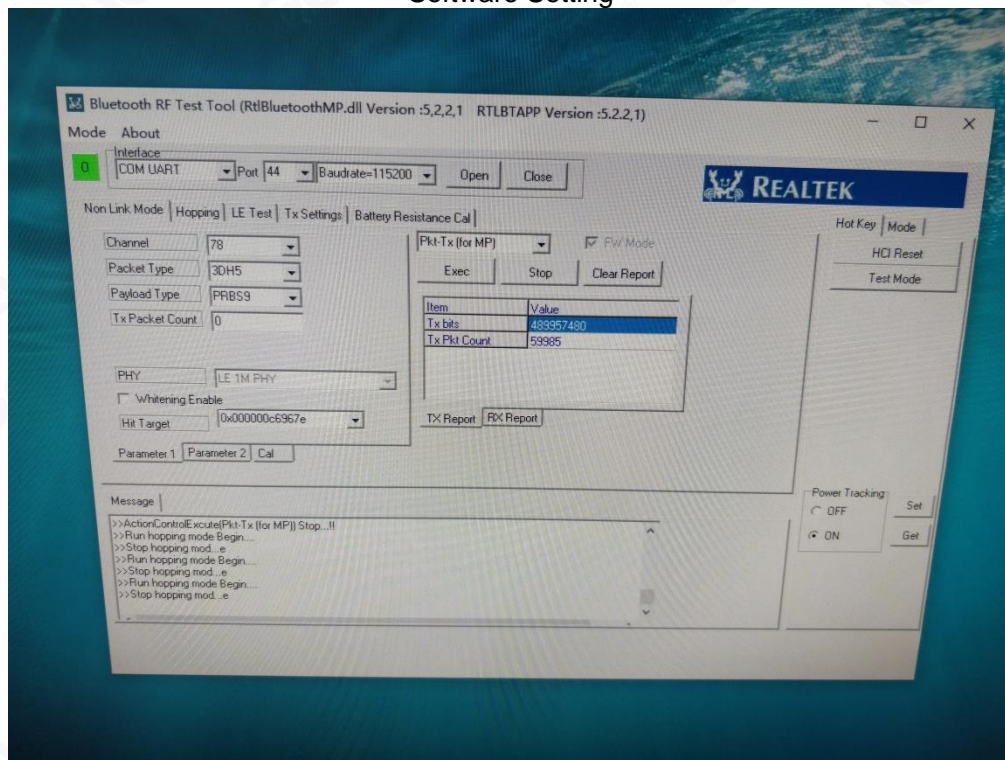 Software Setting
Bluetooth RF Test Tool (RtlBluetoothMP.dll Version :5,2,2,1 RTLBTAPP Version :5.2.2,1)
Mode About
Interface
0 COM UART Port 44 Baudrate=115200 Open Close
REALTEK
Non Link Mode Hopping LE Test Tx Settings Battery Resistance Cal
Hot Key Mode
Channel 78 Pkt-Tx (for MP) FW Mode
HCI Reset
Packet Type 3DH5 Exec Stop Clear Report
Test Mode
Payload Type PRBS9
Item Value
Tx Packet Count 0 Tx bits 489957480
Tx Pkt Count 59985
PHY LE 1M PHY
Whitening Enable
Hit Target 0x000000c6967e TX Report RX Report
Parameter 1 Parameter 2 Cal
Message
Power Tracking
>>ActionControlExcute(Pkt-Tx (for MP)) Stop...!!
OFF Set
>>Run hopping mode Begin....
>>Stop hopping mod...e
ON Get
>>Run hopping mode Begin....
>>Stop hopping mod...e
>>Run hopping mode Begin....
>>Stop hopping mod...e